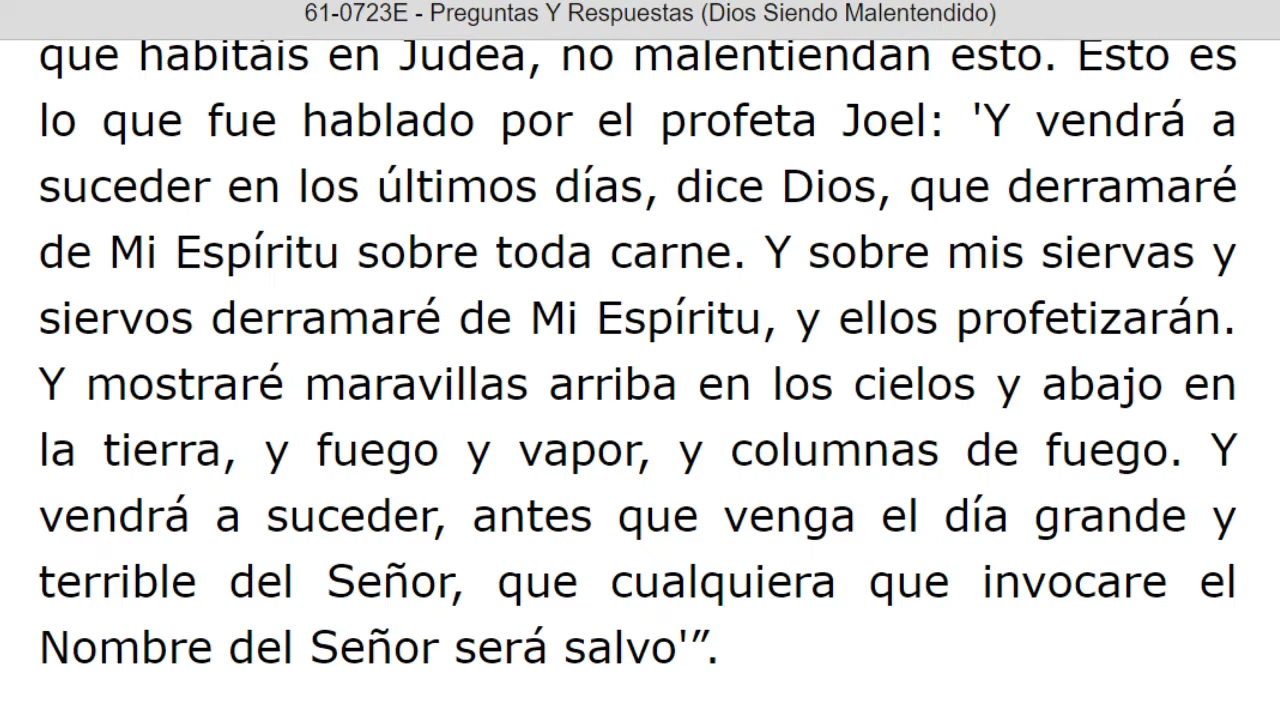 61-0723E - Preguntas Y Respuestas (Dios Siendo Malentendido)
que habitáis en Judea, no malentiendan esto. Esto es
lo que fue hablado por el profeta Joel: 'Y vendrá a
suceder en los últimos días, dice Dios, que derramaré
de Mi Espíritu sobre toda carne. Y sobre mis siervas y
siervos derramaré de Mi Espíritu, y ellos profetizarán.
Y mostraré maravillas arriba en los cielos y abajo en
la tierra, y fuego y vapor, y columnas de fuego. Y
vendrá a suceder, antes que venga el día grande y
terrible del Señor, que cualquiera que invocare el
Nombre del Señor será salvo'”.